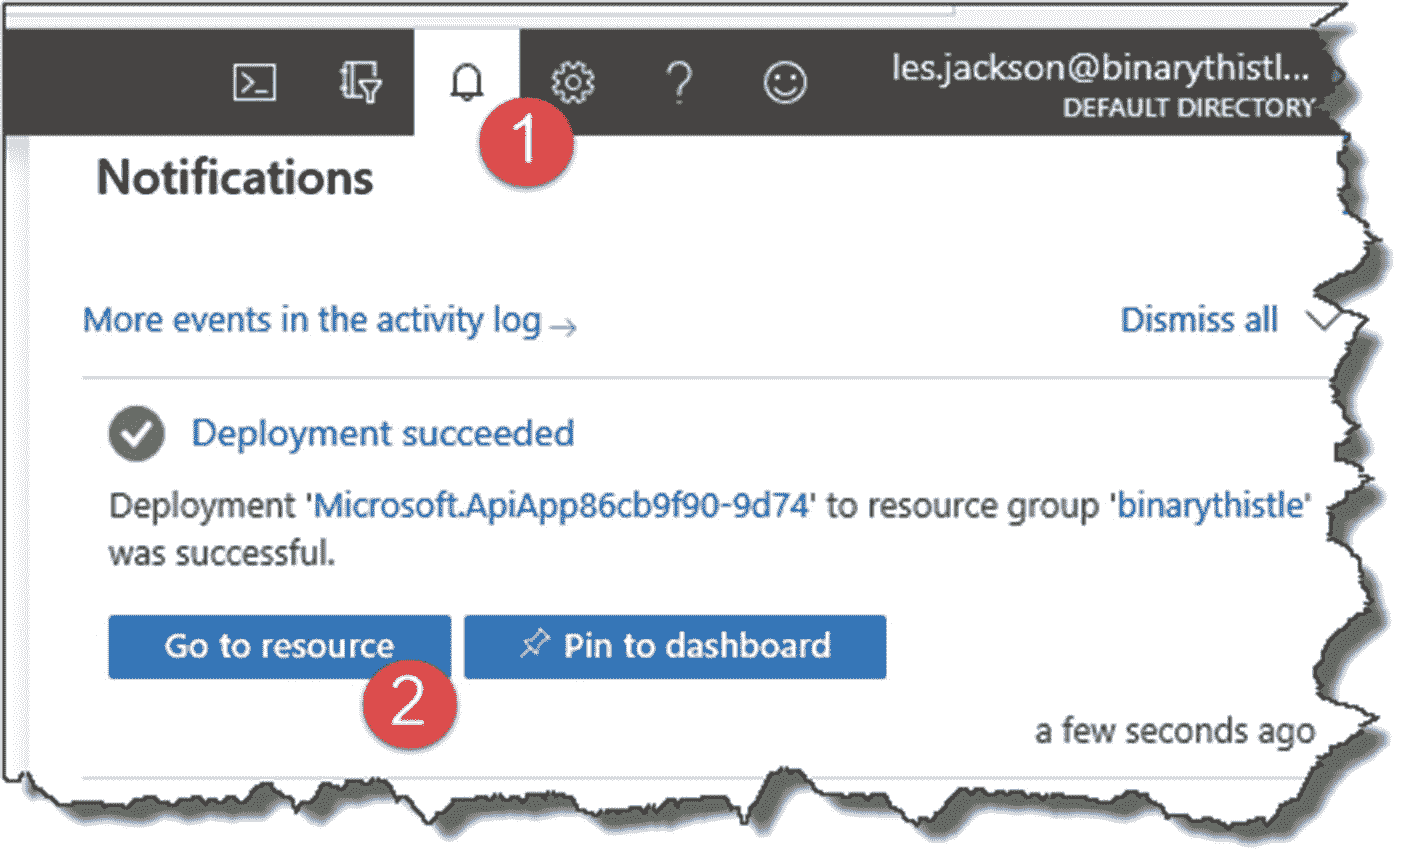 les.jackson@binarythistl...
DEFAULT DIRECTORY
1
Notifications
More events in the activity log →
Dismiss all
Deployment succeeded
Deployment 'Microsoft.ApiApp86cb9f90-9d74' to resource group 'binarythistle'
was successful.
Go to resource
Pin to dashboard
2
a few seconds ago